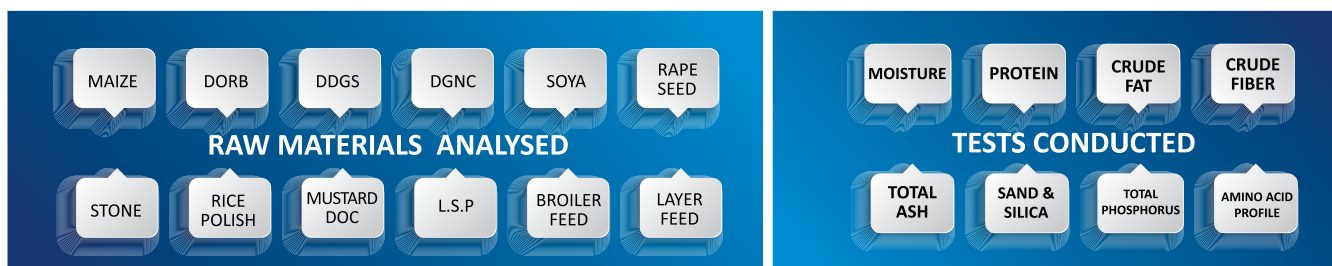 MAIZE
DORB
DDGS
DGNC
SOYA
RAPE
SEED
RAW MATERIALS ANALYSED
STONE
RICE
POLISH
MUSTARD
DOC
L.S.P
BROILER
FEED
LAYER
FEED
MOISTURE
PROTEIN
CRUDE
FAT
CRUDE
FIBER
TESTS CONDUCTED
TOTAL
ASH
SAND &
SILICA
TOTAL
PHOSPHORUS
AMINO ACID
PROFILE